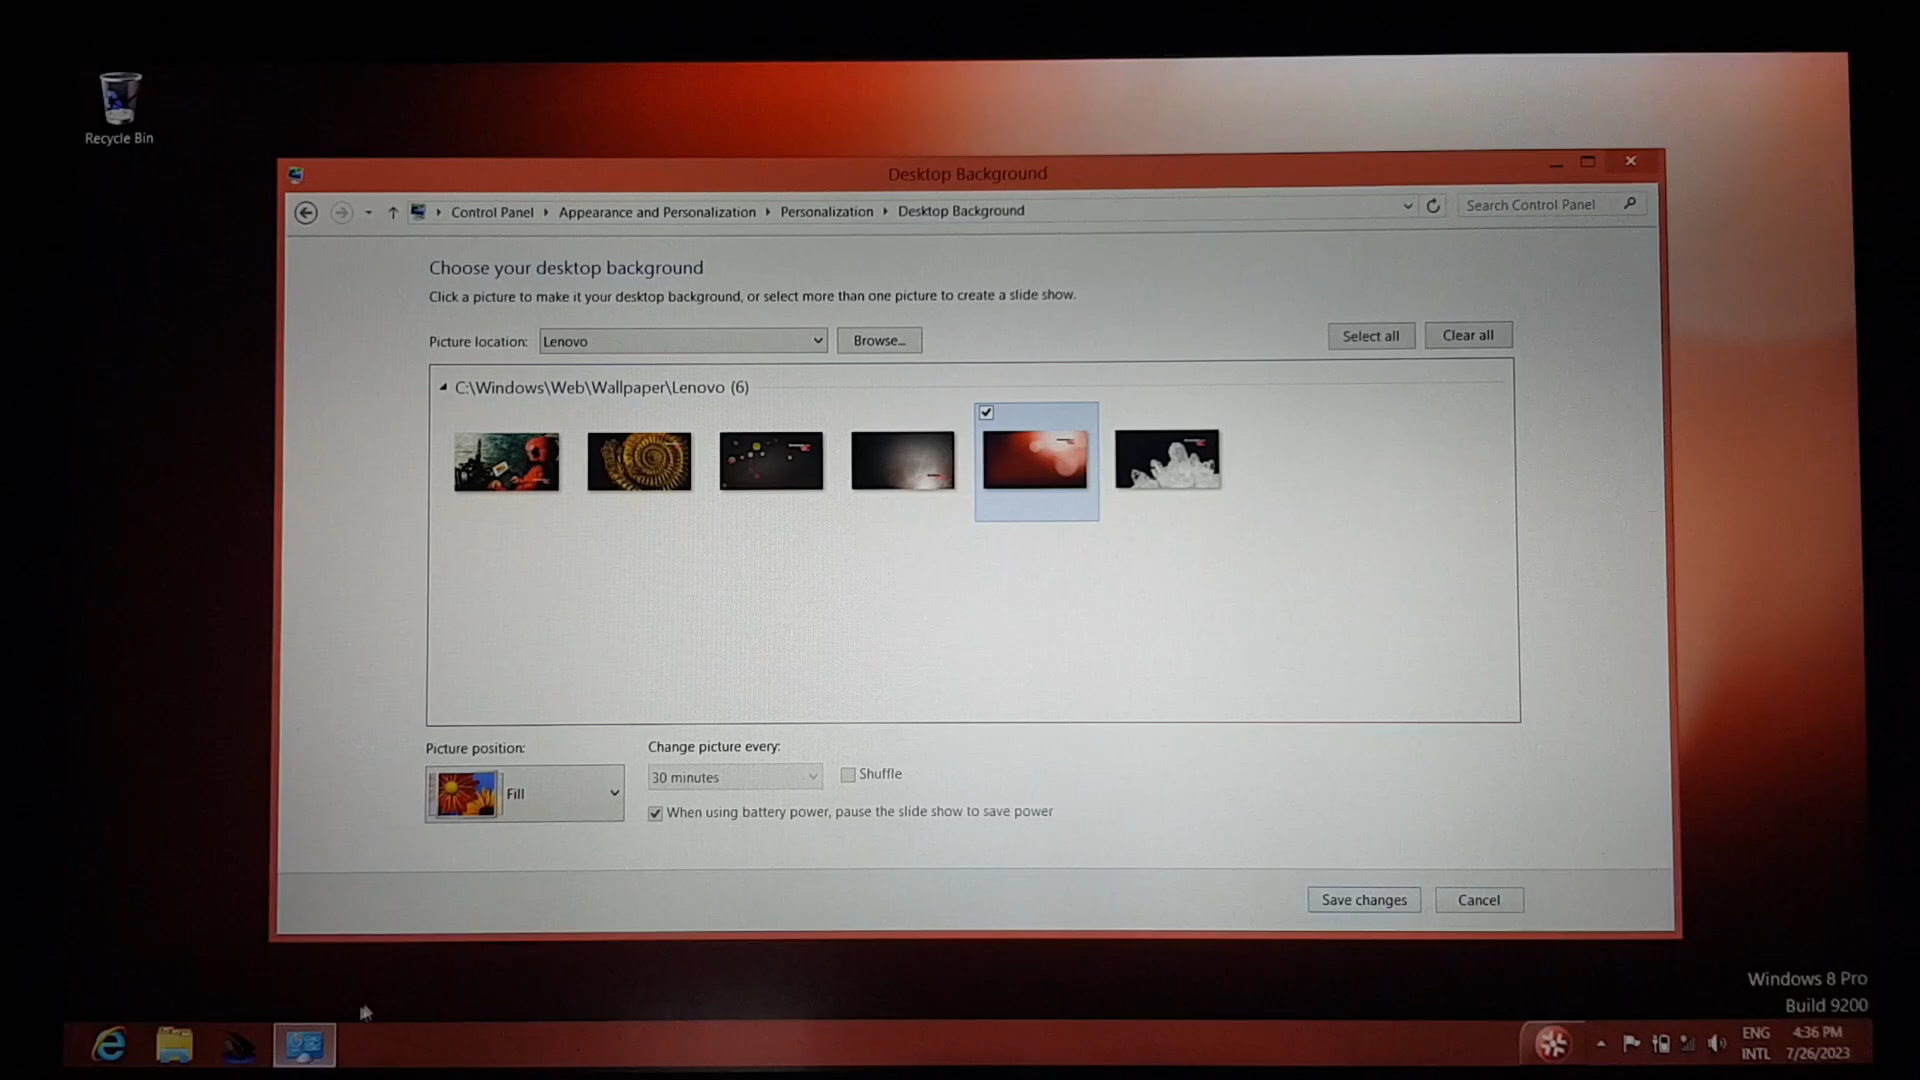 Recycle Bin
Desktop Background
Control Panel Appearance and Personalization Personalization Desktop Background
Search Control Panel
Choose your desktop background
Click a picture to make it your desktop background, or select more than one picture to create a slide show.
Picture location: Lenovo
Browse...
Select all
Clear all
C:\Windows\Web\Wallpaper\Lenovo (6)
Picture position:
Fill
Change picture every:
30 minutes
Shuffle
When using battery power, pause the slide show to save power
Save changes
Cancel
Windows 8 Pro
Build 9200
ENG
INTL
4:36 PM
7/26/2023